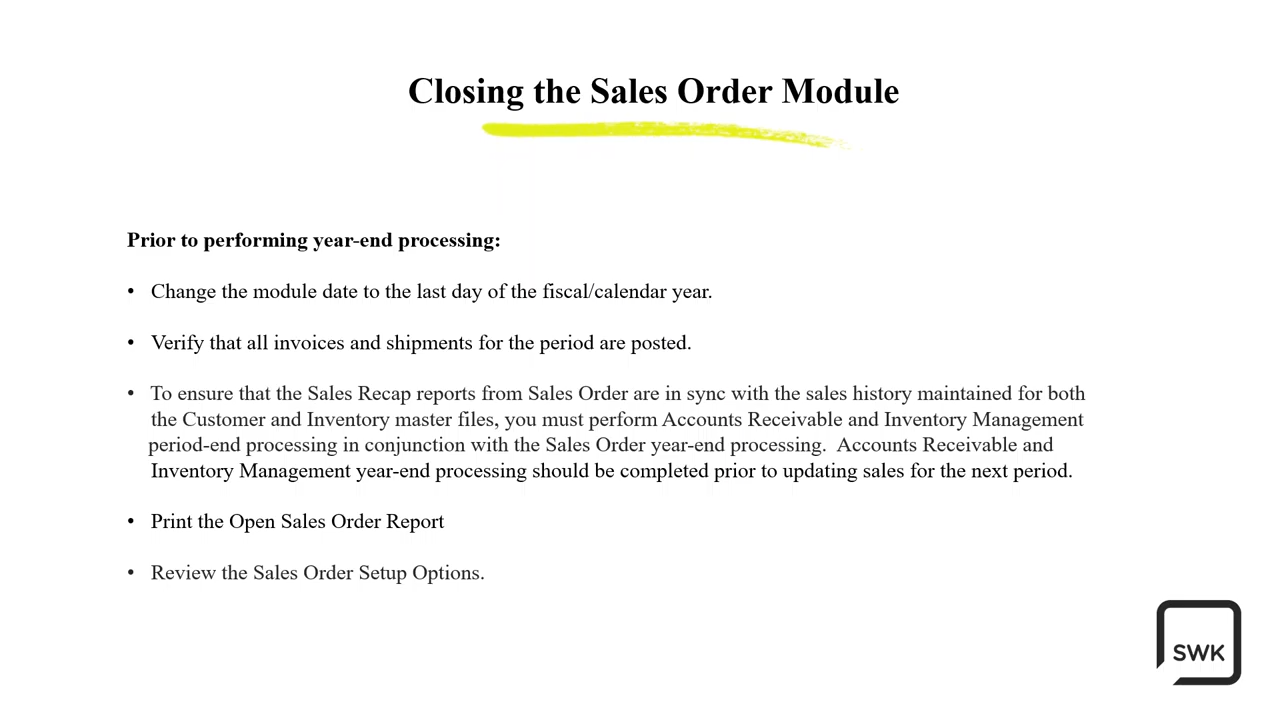 Closing the Sales Order Module
Prior to performing year-end processing:
• Change the module date to the last day of the fiscal/calendar year.
• Verify that all invoices and shipments for the period are posted.
• To ensure that the Sales Recap reports from Sales Order are in sync with the sales history maintained for both
the Customer and Inventory master files, you must perform Accounts Receivable and Inventory Management
period-end processing in conjunction with the Sales Order year-end processing.  Accounts Receivable and
Inventory Management year-end processing should be completed prior to updating sales for the next period.
• Print the Open Sales Order Report
• Review the Sales Order Setup Options.
SWK